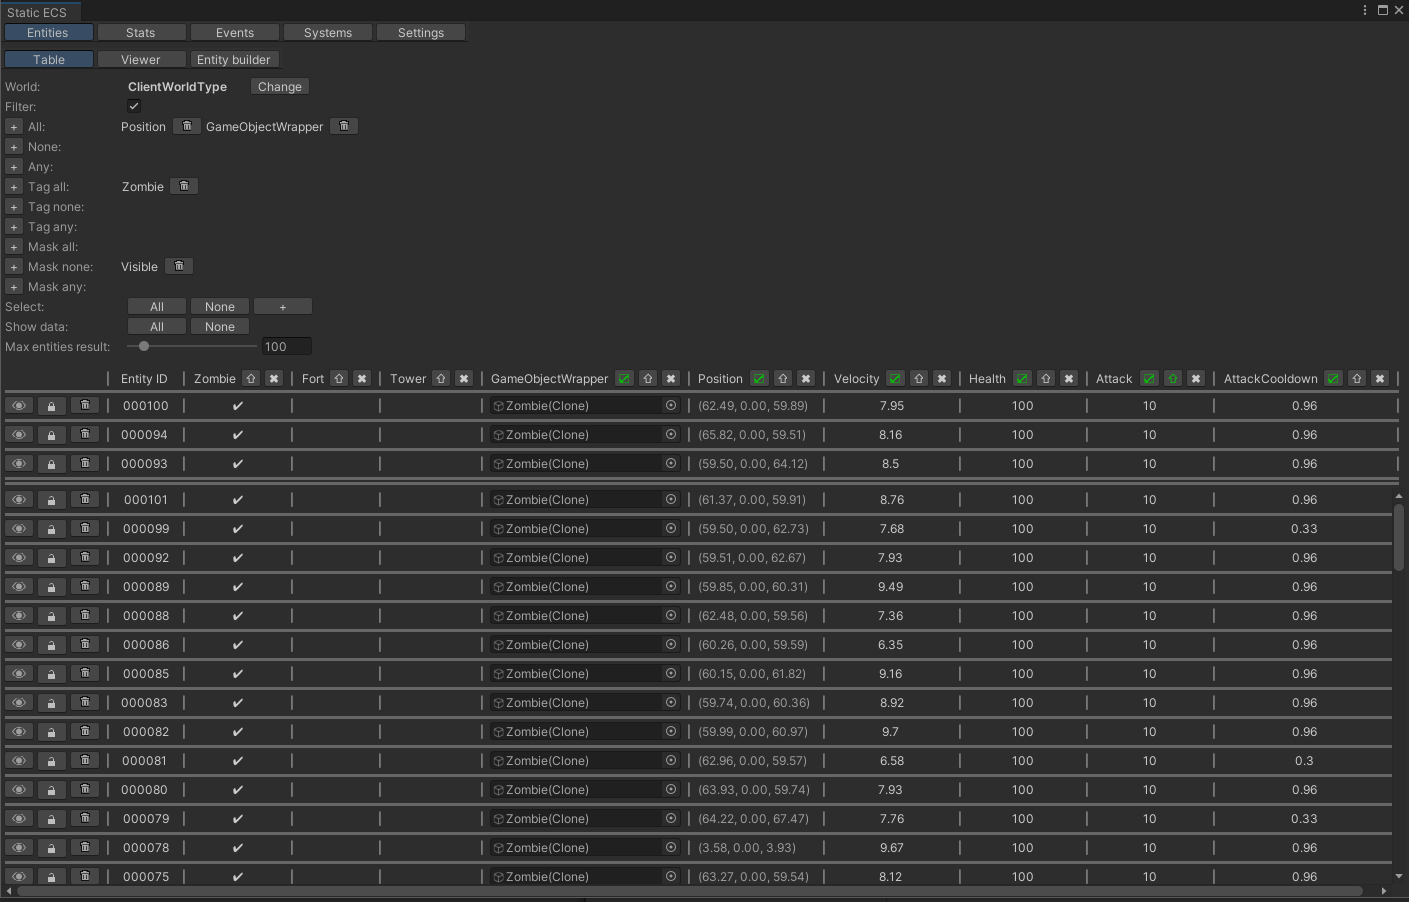 Static ECS
Entities Stats Events Systems Settings
Table Viewer Entity builder
World: ClientWorldType Change
Filter:
+ All: Position GameObjectWrapper
+ None:
+ Any:
+ Tag all: Zombie
+ Tag none:
+ Tag any:
+ Mask all:
+ Mask none: Visible
+ Mask any:
Select: All None +
Show data: All None
Max entities result: 100
Entity ID Zombie Fort Tower GameObjectWrapper Position Velocity Health Attack AttackCooldown
000100 Zombie(Clone) (62.49, 0.00, 59.89) 7.95 100 10 0.96
000094 Zombie(Clone) (65.82, 0.00, 59.51) 8.16 100 10 0.96
000093 Zombie(Clone) (59.50, 0.00, 64.12) 8.5 100 10 0.96
000101 Zombie(Clone) (61.37, 0.00, 59.91) 8.76 100 10 0.96
000099 Zombie(Clone) (59.50, 0.00, 62.73) 7.68 100 10 0.33
000092 Zombie(Clone) (59.51, 0.00, 62.67) 7.93 100 10 0.96
000089 Zombie(Clone) (59.85, 0.00, 60.31) 9.49 100 10 0.96
000088 Zombie(Clone) (62.48, 0.00, 59.56) 7.36 100 10 0.96
000086 Zombie(Clone) (60.26, 0.00, 59.59) 6.35 100 10 0.96
000085 Zombie(Clone) (60.15, 0.00, 61.82) 9.16 100 10 0.96
000083 Zombie(Clone) (59.74, 0.00, 60.36) 8.92 100 10 0.96
000082 Zombie(Clone) (59.99, 0.00, 60.97) 9.7 100 10 0.96
000081 Zombie(Clone) (62.96, 0.00, 59.57) 6.58 100 10 0.3
000080 Zombie(Clone) (63.93, 0.00, 59.74) 7.93 100 10 0.96
000079 Zombie(Clone) (64.22, 0.00, 67.47) 7.76 100 10 0.33
000078 Zombie(Clone) (3.58, 0.00, 3.93) 9.67 100 10 0.96
000075 Zombie(Clone) (63.27, 0.00, 59.54) 8.12 100 10 0.96